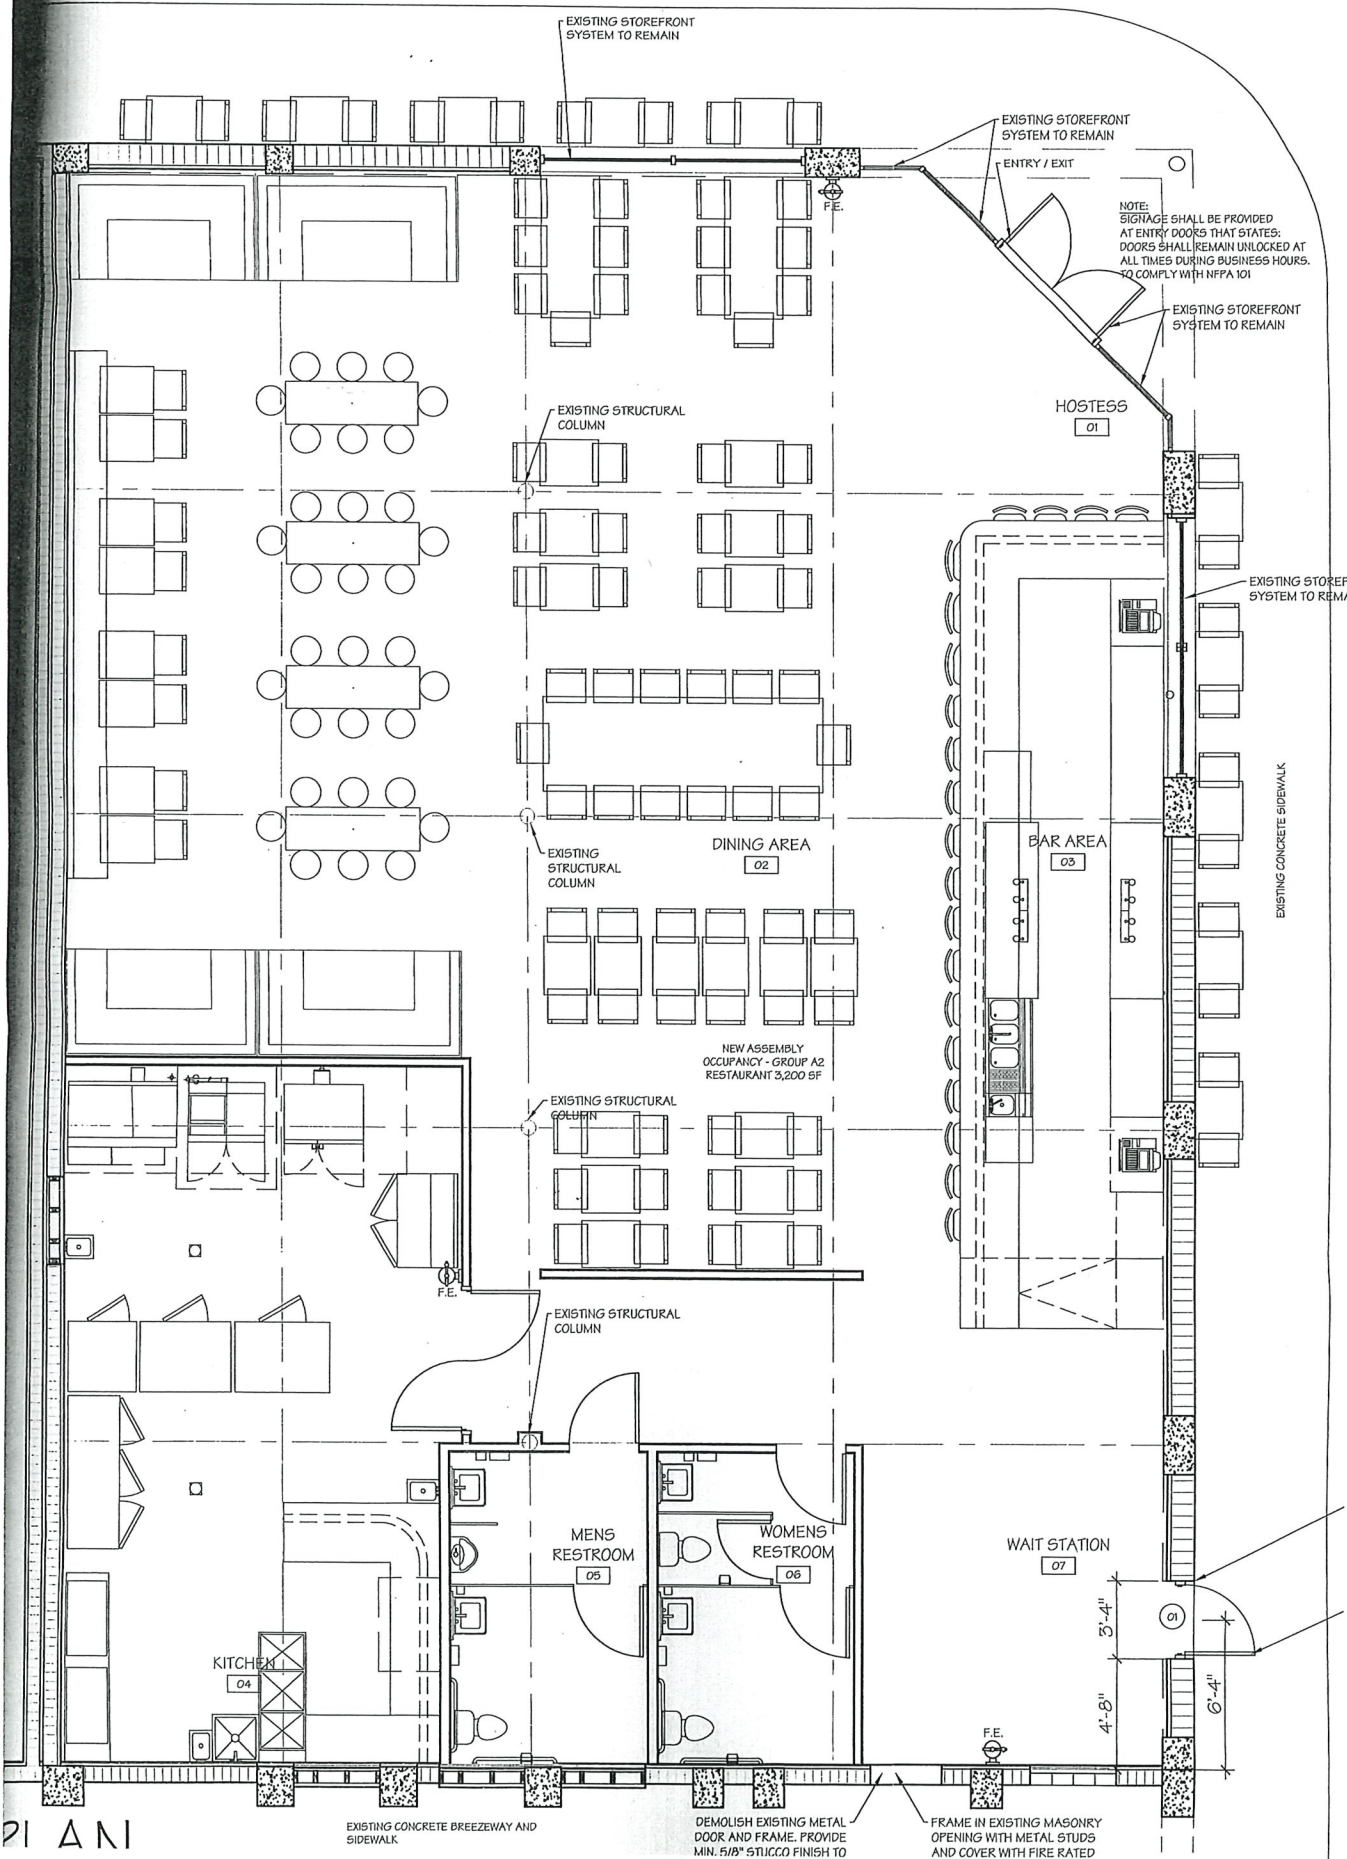 EXISTING STOREFRONT
SYSTEM TO REMAIN
EXISTING STOREFRONT
SYSTEM TO REMAIN
ENTRY / EXIT
F.E.
NOTE:
SIGNAGE SHALL BE PROVIDED
AT ENTRY DOORS THAT STATES:
DOORS SHALL REMAIN UNLOCKED AT
ALL TIMES DURING BUSINESS HOURS.
TO COMPLY WITH NFPA 101
EXISTING STOREFRONT
SYSTEM TO REMAIN
HOSTESS
01
EXISTING STRUCTURAL
COLUMN
EXISTING STOREF
SYSTEM TO REMA
EXISTING CONCRETE SIDEWALK
DINING AREA
02
BAR AREA
03
EXISTING
STRUCTURAL
COLUMN
NEW ASSEMBLY
OCCUPANCY - GROUP A2
RESTAURANT 3,200 SF
EXISTING STRUCTURAL
COLUMN
F.E.
EXISTING STRUCTURAL
COLUMN
MENS
RESTROOM
05
WOMENS
RESTROOM
06
WAIT STATION
07
01
3'-4"
4'-8"
6'-4"
KITCHEN
04
F.E.
PLAN
EXISTING CONCRETE BREEZEWAY AND
SIDEWALK
DEMOLISH EXISTING METAL
DOOR AND FRAME. PROVIDE
MIN. 5/8" STUCCO FINISH TO
FRAME IN EXISTING MASONRY
OPENING WITH METAL STUDS
AND COVER WITH FIRE RATED